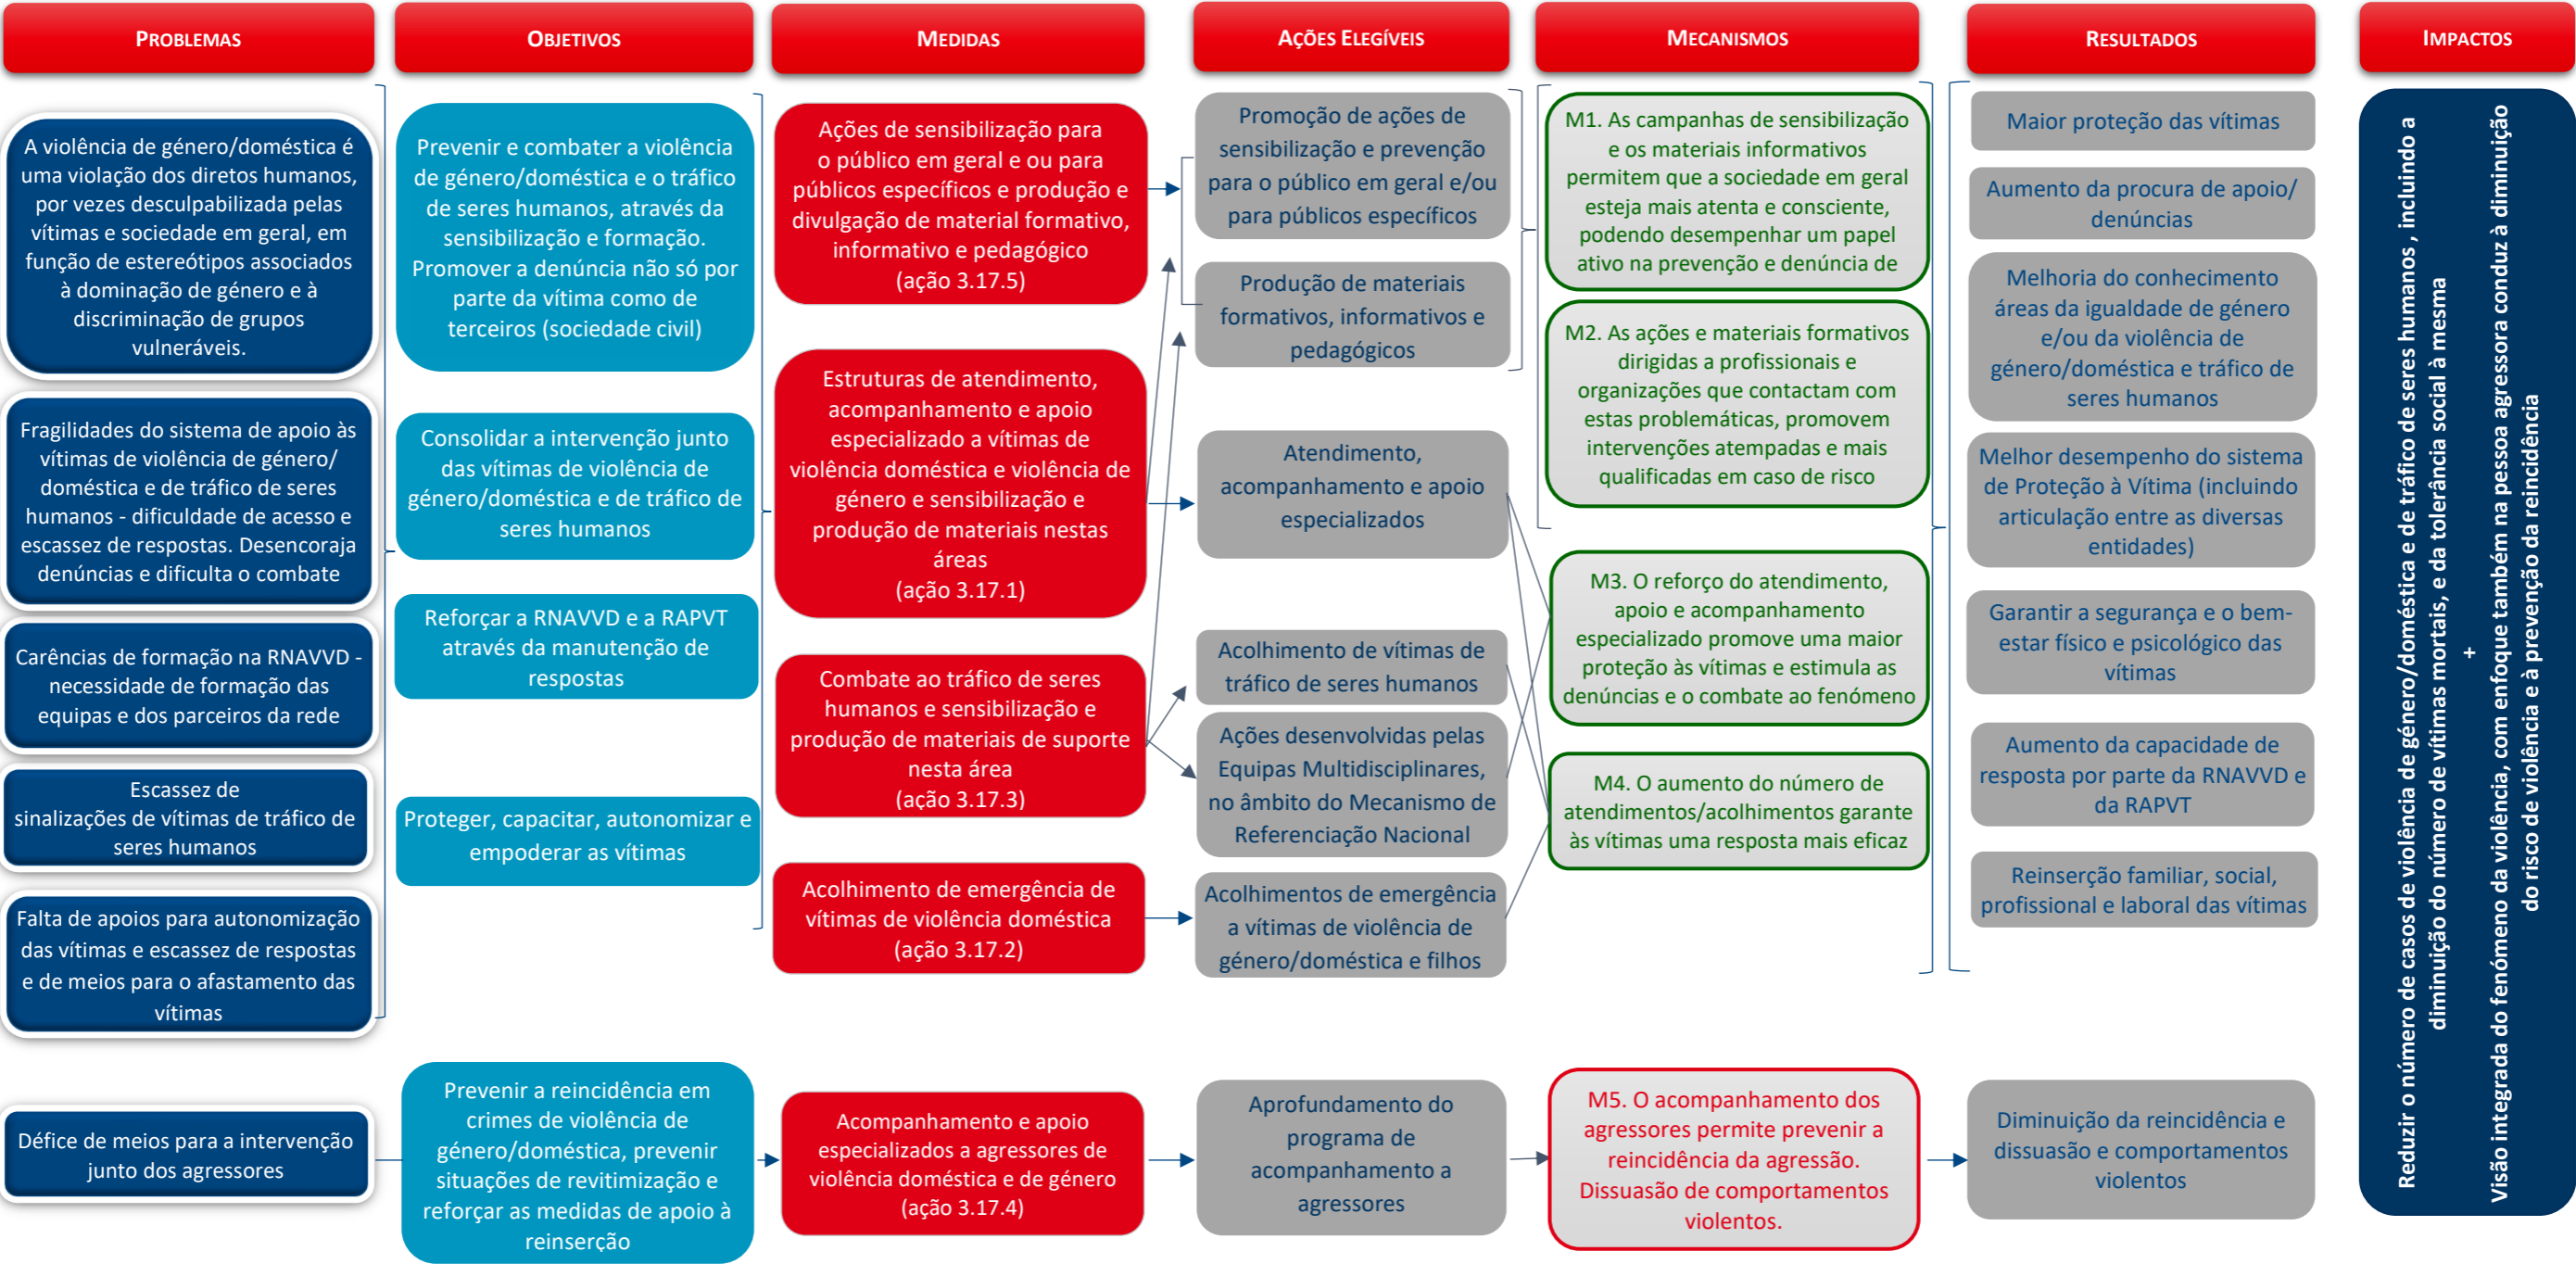 PROBLEMAS
OBJETIVOS
MEDIDAS
AÇÕES ELEGÍVEIS
MECANISMOS
RESULTADOS
IMPACTOS
A violência de género/doméstica é
uma violação dos diretos humanos,
por vezes desculpabilizada pelas
vítimas e sociedade em geral, em
função de estereótipos associados
à dominação de género e à
discriminação de grupos
vulneráveis.
Fragilidades do sistema de apoio às
vítimas de violência de género/
doméstica e de tráfico de seres
humanos - dificuldade de acesso e
escassez de respostas. Desencoraja
denúncias e dificulta o combate
Carências de formação na RNAVVD -
necessidade de formação das
equipas e dos parceiros da rede
Escassez de
sinalizações de vítimas de tráfico de
seres humanos
Falta de apoios para autonomização
das vítimas e escassez de respostas
e de meios para o afastamento das
vítimas
Défice de meios para a intervenção
junto dos agressores
Prevenir e combater a violência
de género/doméstica e o tráfico
de seres humanos, através da
sensibilização e formação.
Promover a denúncia não só por
parte da vítima como de
terceiros (sociedade civil)
Consolidar a intervenção junto
das vítimas de violência de
género/doméstica e de tráfico de
seres humanos
Reforçar a RNAVVD e a RAPVT
através da manutenção de
respostas
Proteger, capacitar, autonomizar e
empoderar as vítimas
Prevenir a reincidência em
crimes de violência de
género/doméstica, prevenir
situações de revitimização e
reforçar as medidas de apoio à
reinserção
Ações de sensibilização para
o público em geral e ou para
públicos específicos e produção e
divulgação de material formativo,
informativo e pedagógico
(ação 3.17.5)
Estruturas de atendimento,
acompanhamento e apoio
especializado a vítimas de
violência doméstica e violência de
género e sensibilização e
produção de materiais nestas
áreas
(ação 3.17.1)
Combate ao tráfico de seres
humanos e sensibilização e
produção de materiais de suporte
nesta área
(ação 3.17.3)
Acolhimento de emergência de
vítimas de violência doméstica
(ação 3.17.2)
Acompanhamento e apoio
especializados a agressores de
violência doméstica e de género
(ação 3.17.4)
Promoção de ações de
sensibilização e prevenção
para o público em geral e/ou
para públicos específicos
Produção de materiais
formativos, informativos e
pedagógicos
Atendimento,
acompanhamento e apoio
especializados
Acolhimento de vítimas de
tráfico de seres humanos
Ações desenvolvidas pelas
Equipas Multidisciplinares,
no âmbito do Mecanismo de
Referenciação Nacional
Acolhimentos de emergência
a vítimas de violência de
género/doméstica e filhos
Aprofundamento do
programa de
acompanhamento a
agressores
M1. As campanhas de sensibilização
e os materiais informativos
permitem que a sociedade em geral
esteja mais atenta e consciente,
podendo desempenhar um papel
ativo na prevenção e denúncia de
M2. As ações e materiais formativos
dirigidas a profissionais e
organizações que contactam com
estas problemáticas, promovem
intervenções atempadas e mais
qualificadas em caso de risco
M3. O reforço do atendimento,
apoio e acompanhamento
especializado promove uma maior
proteção às vítimas e estimula as
denúncias e o combate ao fenómeno
M4. O aumento do número de
atendimentos/acolhimentos garante
às vítimas uma resposta mais eficaz
M5. O acompanhamento dos
agressores permite prevenir a
reincidência da agressão.
Dissuasão de comportamentos
violentos.
Maior proteção das vítimas
Aumento da procura de apoio/
denúncias
Melhoria do conhecimento
áreas da igualdade de género
e/ou da violência de
género/doméstica e tráfico de
seres humanos
Melhor desempenho do sistema
de Proteção à Vítima (incluindo
articulação entre as diversas
entidades)
Garantir a segurança e o bem-
estar físico e psicológico das
vítimas
Aumento da capacidade de
resposta por parte da RNAVVD e
da RAPVT
Reinserção familiar, social,
profissional e laboral das vítimas
Diminuição da reincidência e
dissuasão e comportamentos
violentos
Reduzir o número de casos de violência de género/doméstica e de tráfico de seres humanos , incluindo a
diminuição do número de vítimas mortais, e da tolerância social à mesma
+
Visão integrada do fenómeno da violência, com enfoque também na pessoa agressora conduz à diminuição
do risco de violência e à prevenção da reincidência